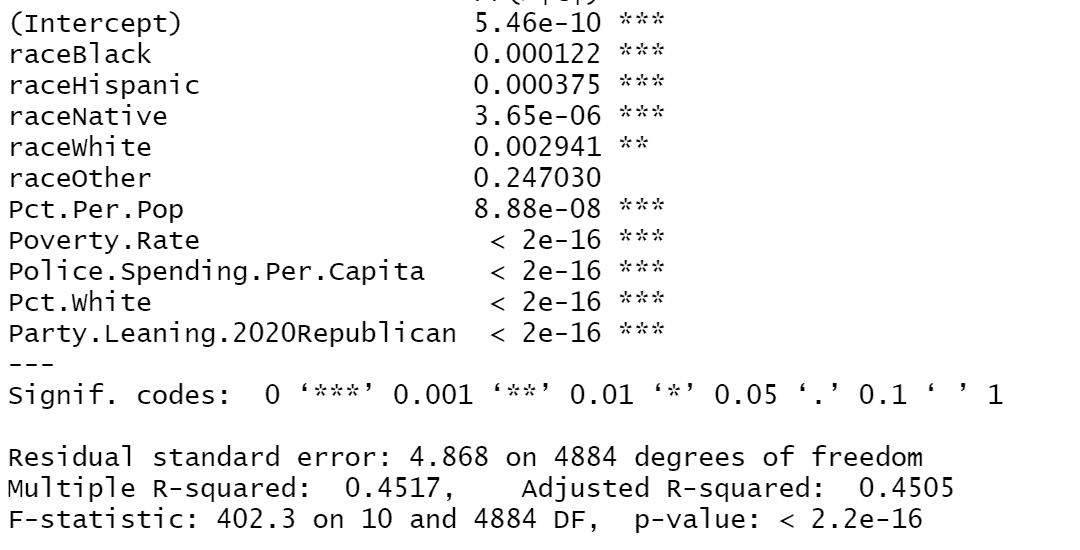 (Intercept) 5.46e-10 ***
raceBlack 0.000122 ***
raceHispanic 0.000375 ***
raceNative 3.65e-06 ***
raceWhite 0.002941 **
raceOther 0.247030
Pct.Per.Pop 8.88e-08 ***
Poverty.Rate < 2e-16 ***
Police.Spending.Per.Capita < 2e-16 ***
Pct.White < 2e-16 ***
Party.Leaning.2020Republican < 2e-16 ***
---
Signif. codes:  0 ‘***’ 0.001 ‘**’ 0.01 ‘*’ 0.05 ‘.’ 0.1 ‘ ’ 1
Residual standard error: 4.868 on 4884 degrees of freedom
Multiple R-squared:  0.4517,    Adjusted R-squared:  0.4505
F-statistic: 402.3 on 10 and 4884 DF,  p-value: < 2.2e-16